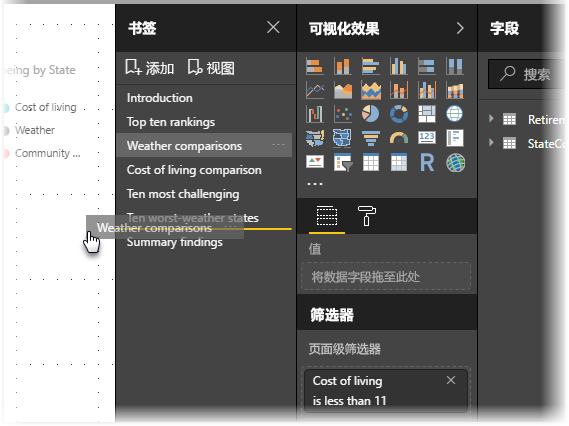 eing by State
Cost of living
Weather
Community ...
书签
添加
视图
Introduction
Top ten rankings
Weather comparisons
Cost of living comparison
Ten most challenging
Ten worst-weather states
Weather comparisons
Summary findings
可视化效果
123
R
值
将数据字段拖至此处
筛选器
页面级筛选器
Cost of living
is less than 11
字段
搜索
Retirem
StateCo